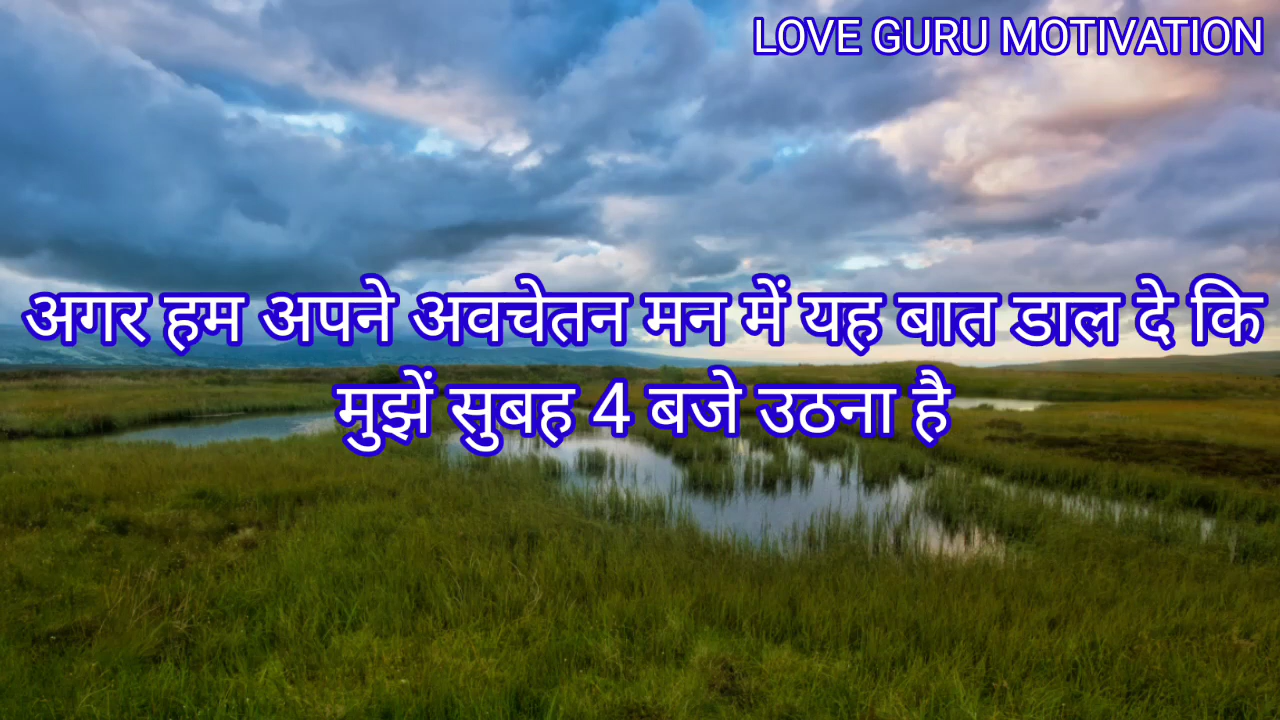 LOVE GURU MOTIVATION
अगर हम अपने अवचेतन मन में यह बात डाल दे कि
मुझें सुबह 4 बजे उठना है